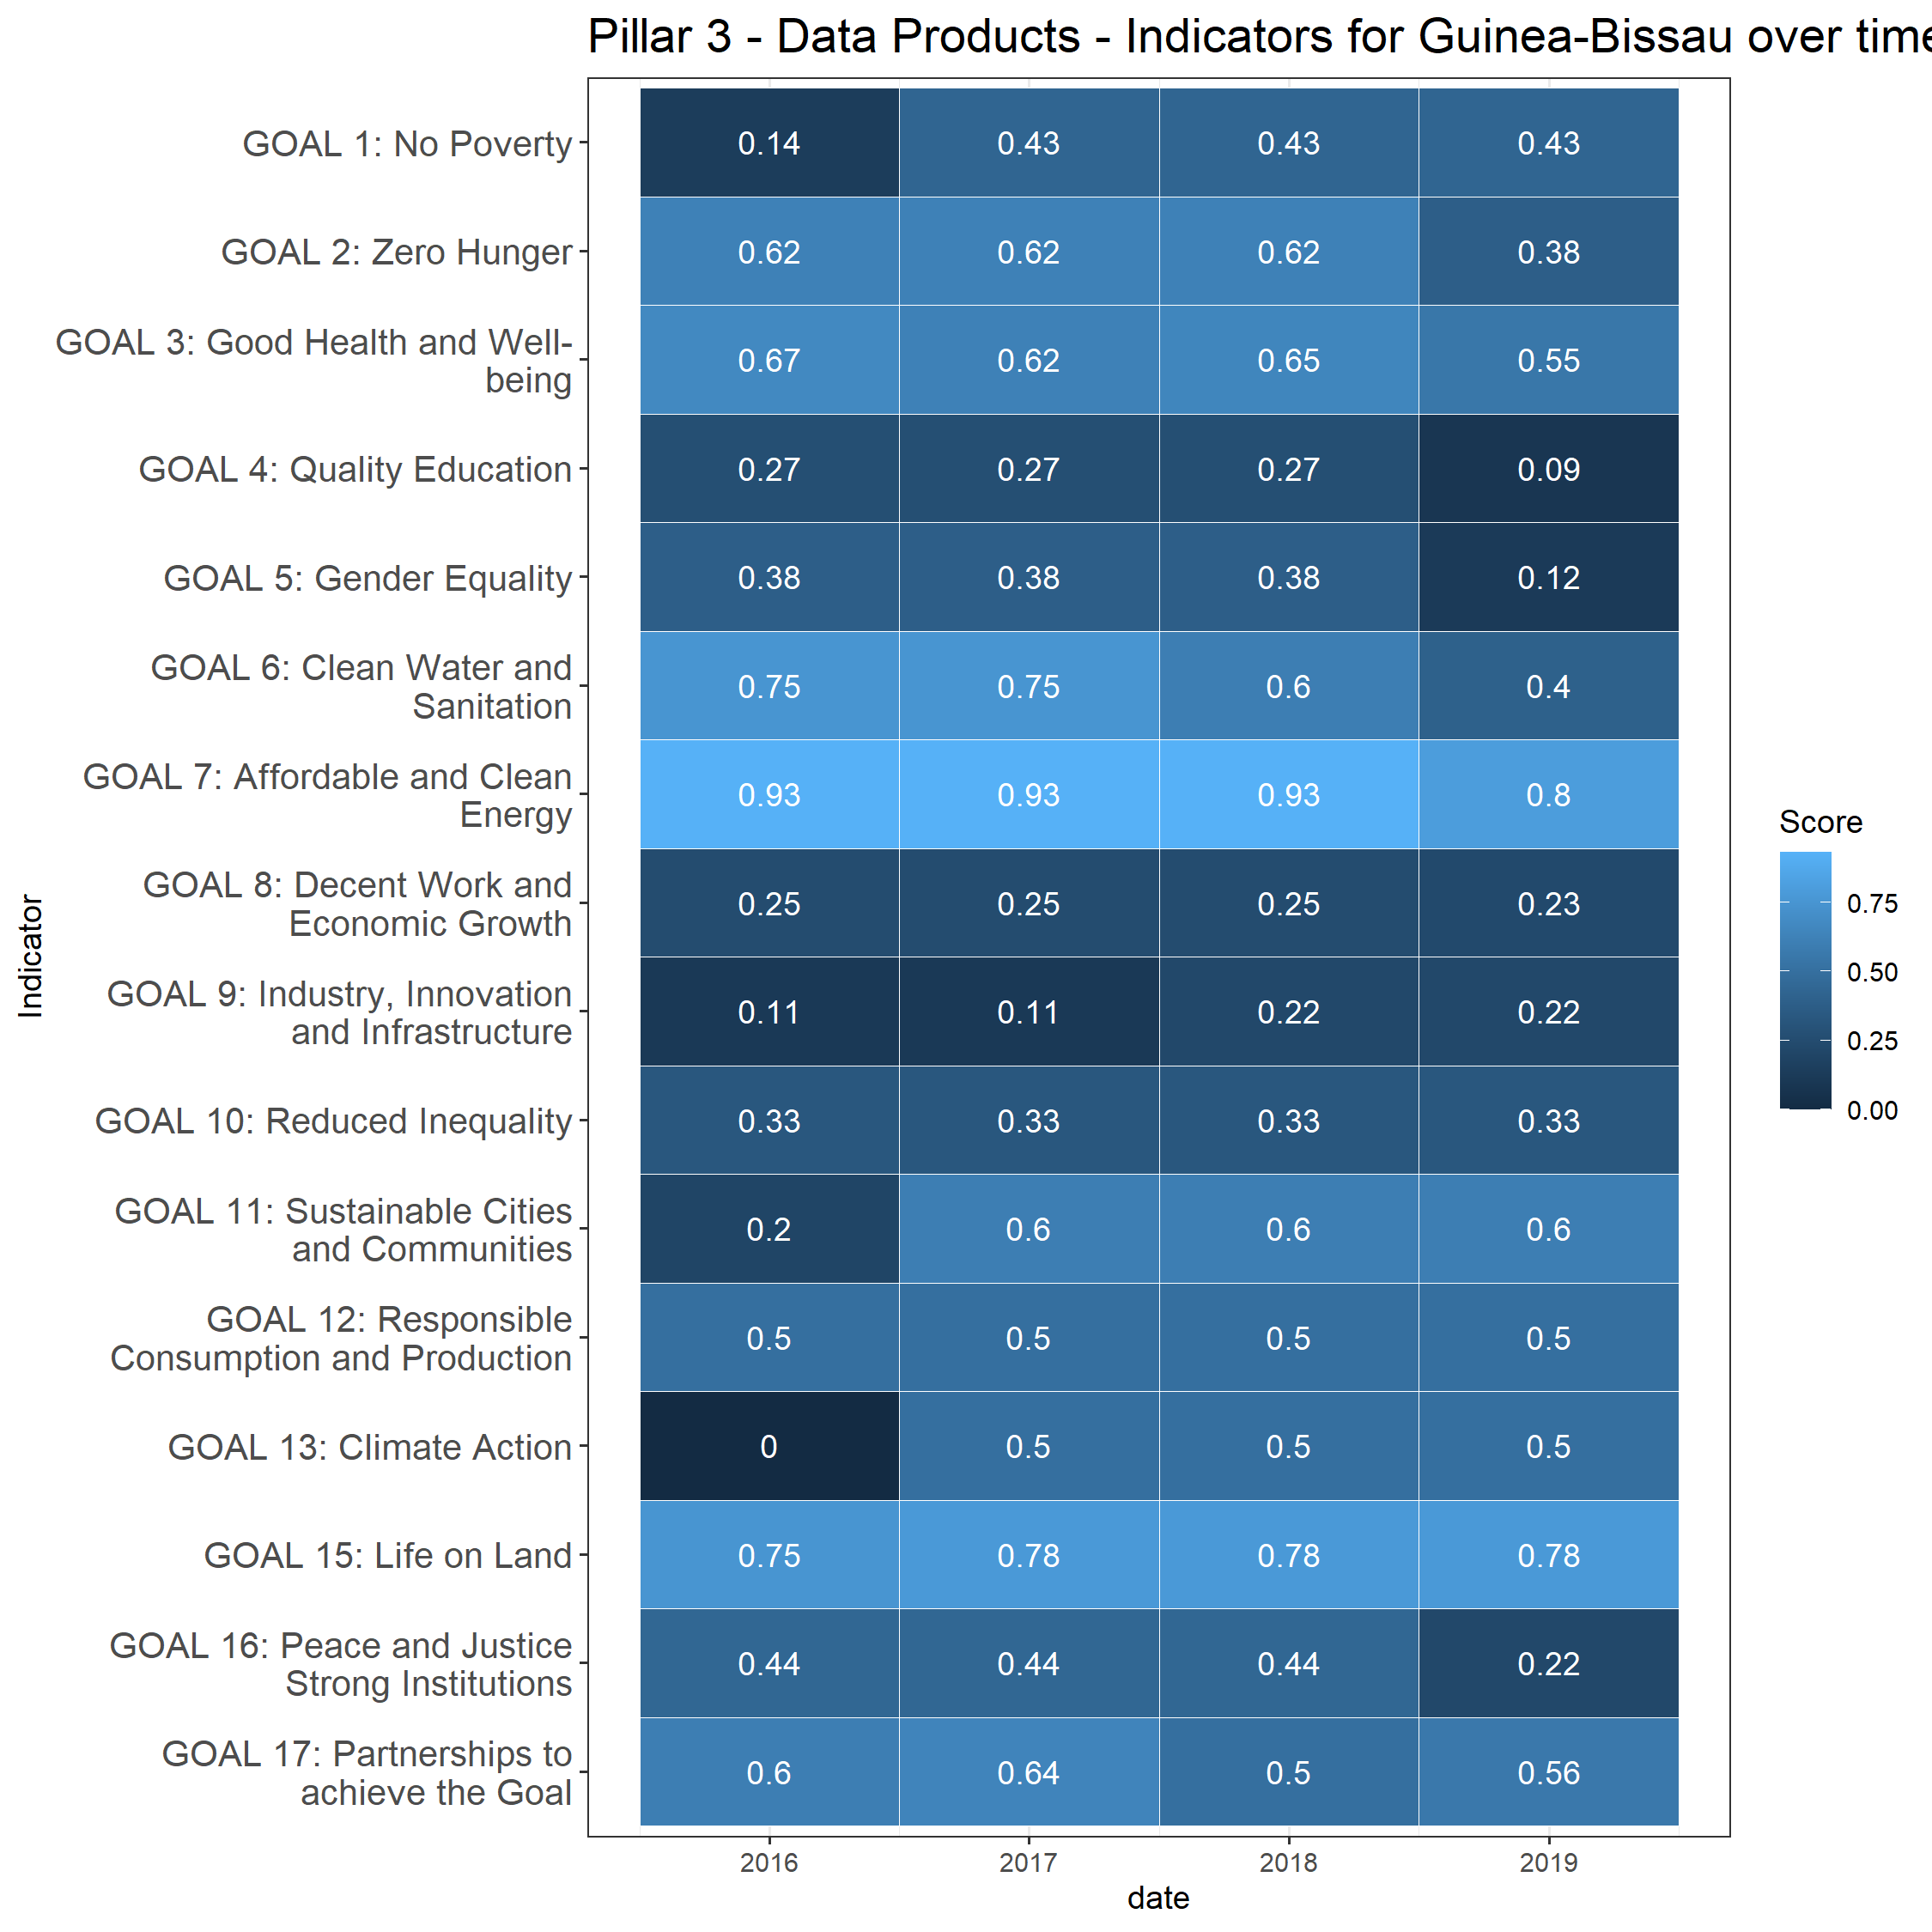 Pillar 3 - Data Products - Indicators for Guinea-Bissau over time
GOAL 1: No Poverty
0.14 0.43 0.43 0.43
GOAL 2: Zero Hunger
0.62 0.62 0.62 0.38
GOAL 3: Good Health and Well-
being
0.67 0.62 0.65 0.55
GOAL 4: Quality Education
0.27 0.27 0.27 0.09
GOAL 5: Gender Equality
0.38 0.38 0.38 0.12
GOAL 6: Clean Water and
Sanitation
0.75 0.75 0.6 0.4
GOAL 7: Affordable and Clean
Energy
0.93 0.93 0.93 0.8
GOAL 8: Decent Work and
Economic Growth
0.25 0.25 0.25 0.23
GOAL 9: Industry, Innovation
and Infrastructure
0.11 0.11 0.22 0.22
GOAL 10: Reduced Inequality
0.33 0.33 0.33 0.33
GOAL 11: Sustainable Cities
and Communities
0.2 0.6 0.6 0.6
GOAL 12: Responsible
Consumption and Production
0.5 0.5 0.5 0.5
GOAL 13: Climate Action
0 0.5 0.5 0.5
GOAL 15: Life on Land
0.75 0.78 0.78 0.78
GOAL 16: Peace and Justice
Strong Institutions
0.44 0.44 0.44 0.22
GOAL 17: Partnerships to
achieve the Goal
0.6 0.64 0.5 0.56
2016 2017 2018 2019
date
Indicator
Score
0.75
0.50
0.25
0.00